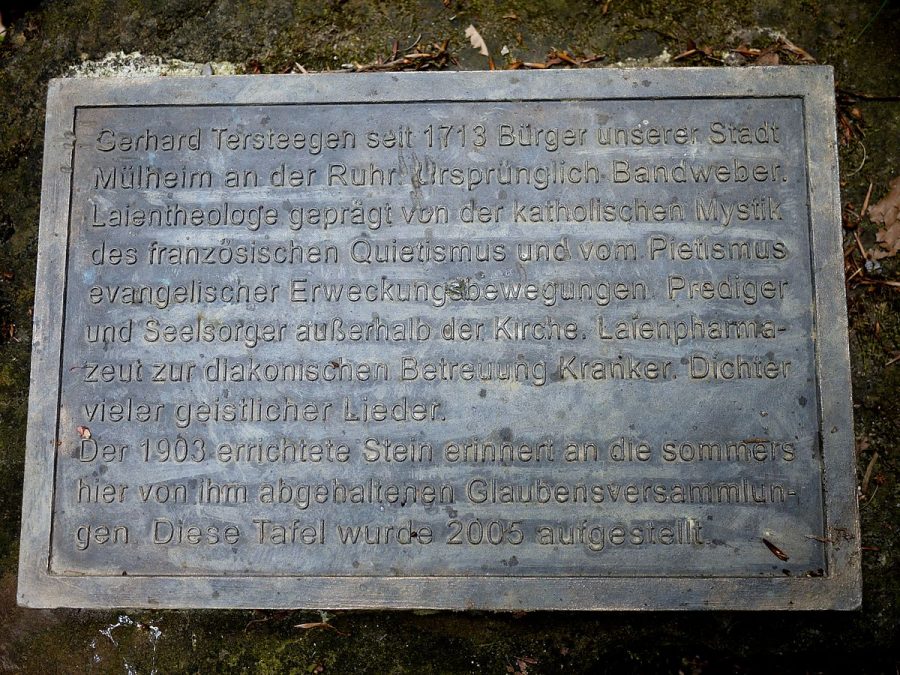 Gerhard Tersteegen seit 1713 Bürger unserer Stadt
Mülheim an der Ruhr. Ursprünglich Bandweber.
Laientheologe geprägt von der katholischen Mystik
des französischen Quietismus und vom Pietismus
evangelischer Erweckungsbewegungen. Prediger
und Seelsorger außerhalb der Kirche. Laienpharma-
zeut zur diakonischen Betreuung Kranker. Dichter
vieler geistlicher Lieder.
Der 1903 errichtete Stein erinnert an die sommers
hier von ihm abgehaltenen Glaubensversammlun-
gen. Diese Tafel wurde 2005 aufgestellt.